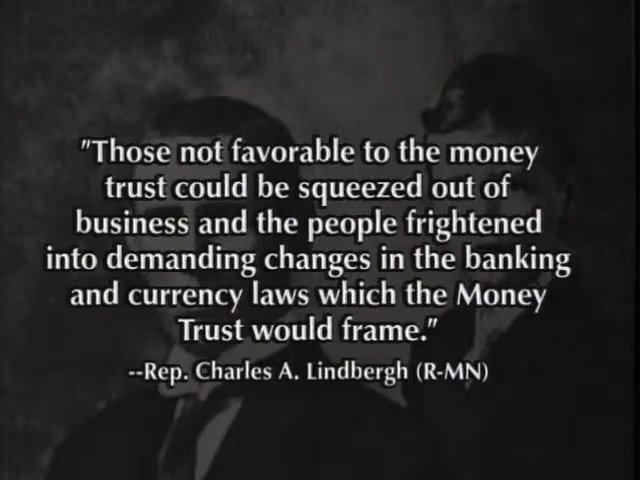 "Those not favorable to the money
trust could be squeezed out of
business and the people frightened
into demanding changes in the banking
and currency laws which the Money
Trust would frame."
--Rep. Charles A. Lindbergh (R-MN)